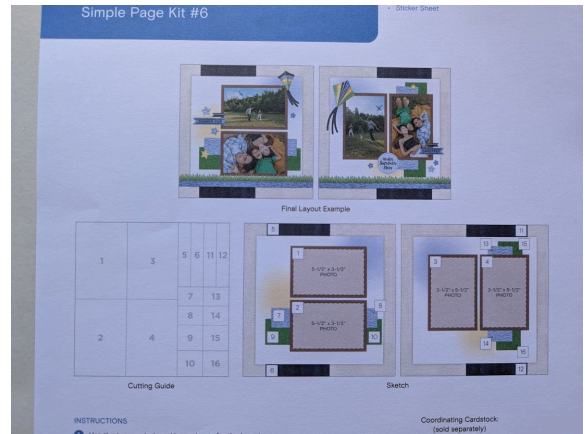 Simple Page Kit #6
Sticker Sheet
Final Layout Example
1
3
5 6 11 12
7 13
8 14
2
4
9 15
10 16
Cutting Guide
5
1
5-1/2" x 3-1/2"
PHOTO
2
5-1/2" x 3-1/2"
PHOTO
7
8
9
10
6
11
13
15
3
4
3-1/2" x 5-1/2"
PHOTO
3-1/2" x 5-1/2"
PHOTO
14
16
12
Sketch
INSTRUCTIONS
Coordinating Cardstock:
(sold separately)